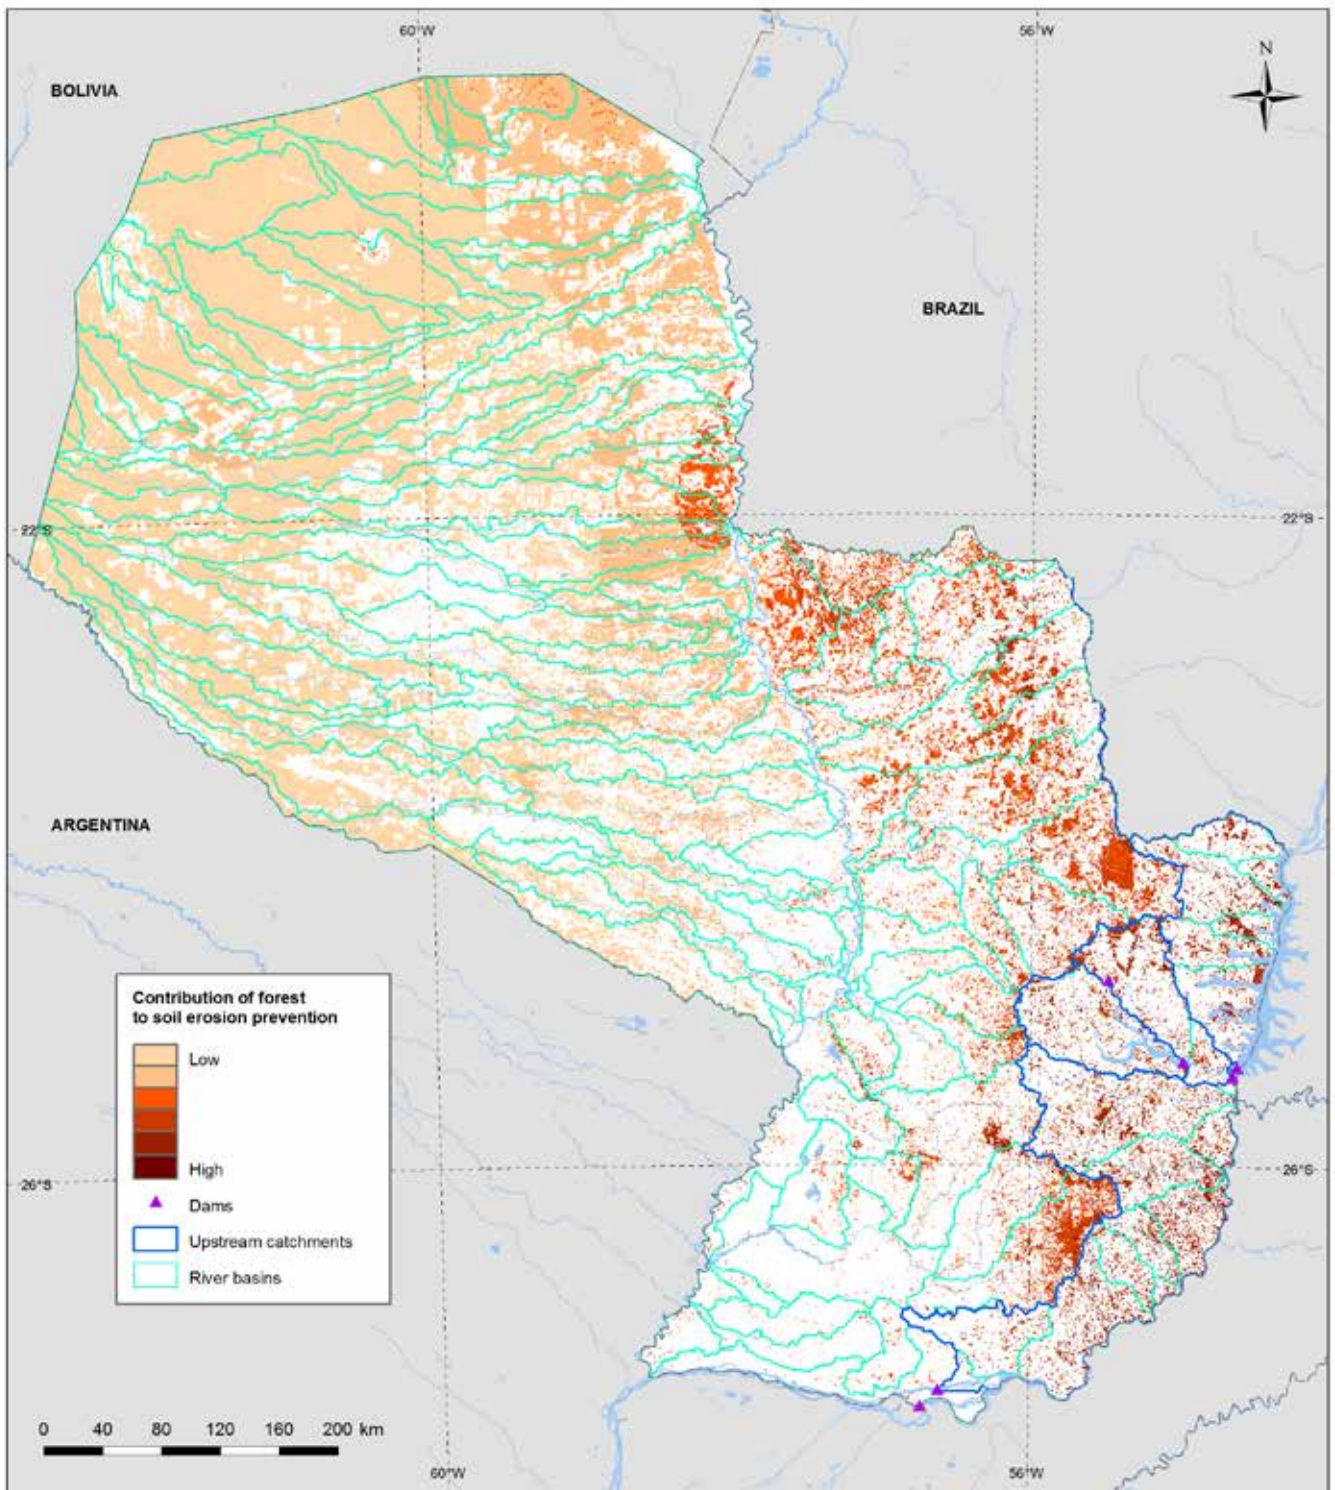 60°W
56°W
N
BOLIVIA
BRAZIL
22°S
22°S
ARGENTINA
Contribution of forest
to soil erosion prevention
Low
High
Dams
Upstream catchments
River basins
26°S
26°S
0 40 80 120 160 200 km
60°W
56°W